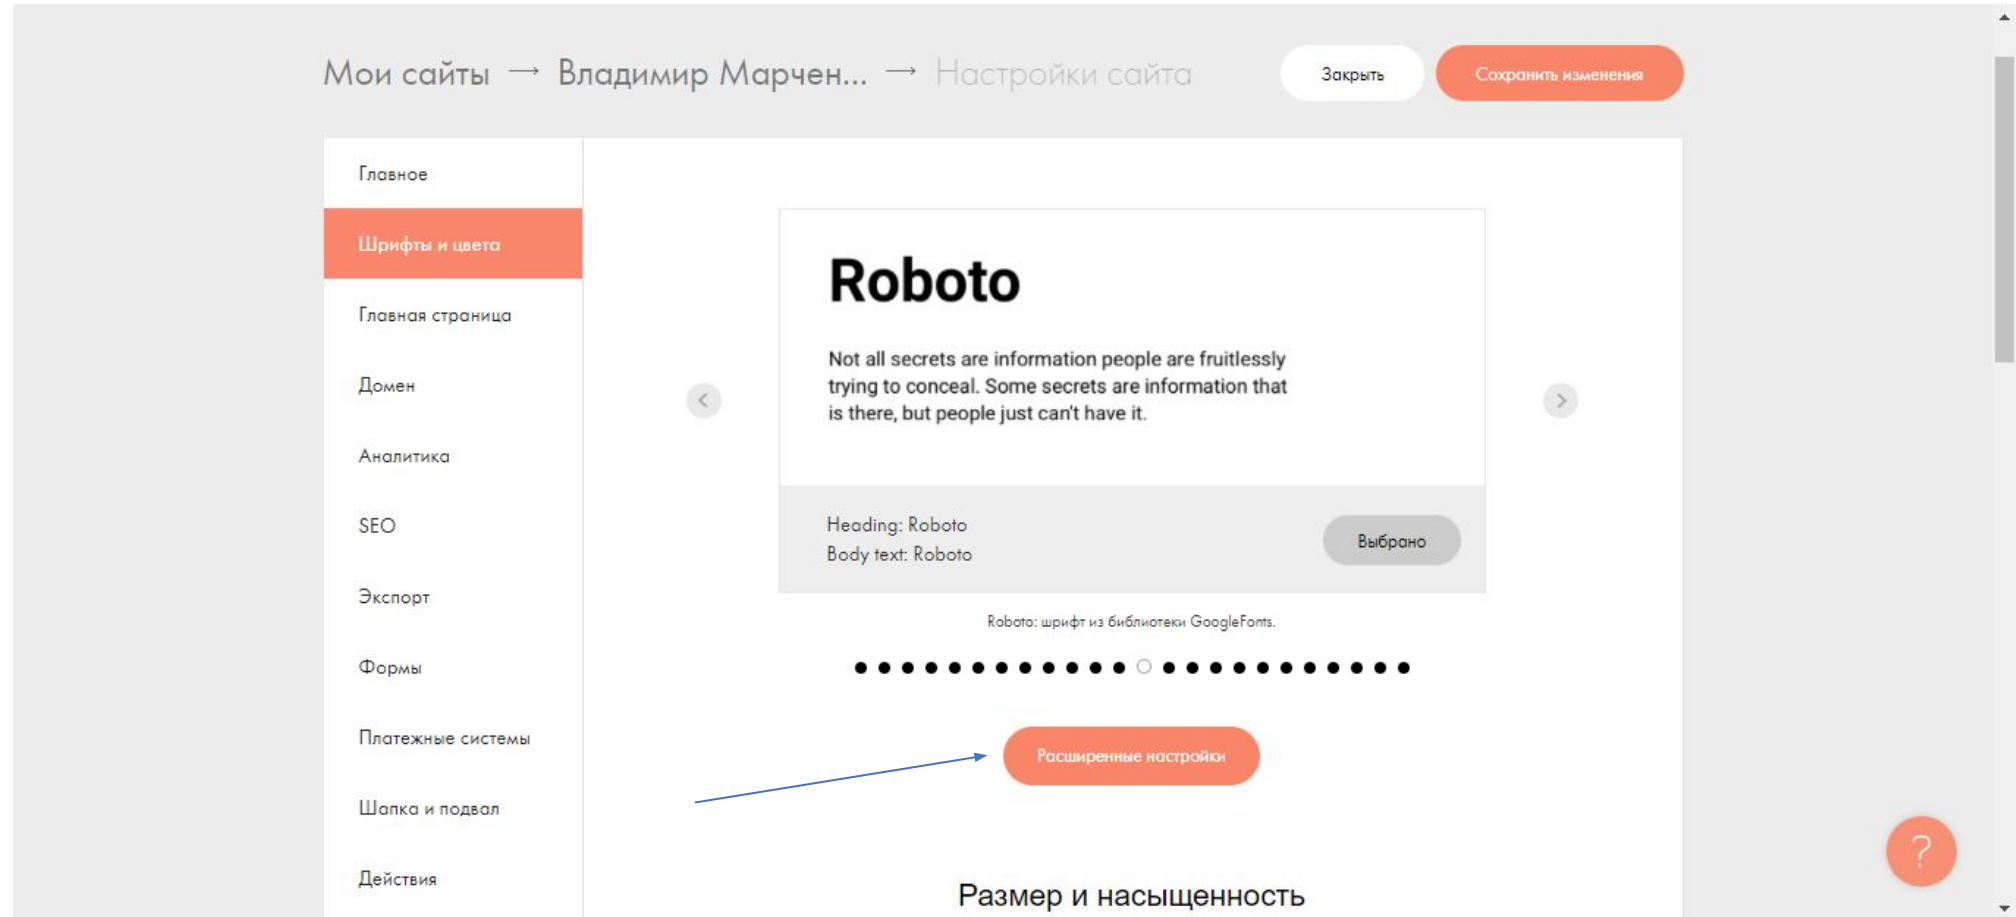 Мои сайты → Владимир Марчен... → Настройки сайта
Закрыть
Сохранить изменения
Главное
Шрифты и цвета
Главная страница
Домен
Аналитика
SEO
Экспорт
Формы
Платежные системы
Шапка и подвал
Действия
Roboto
Not all secrets are information people are fruitlessly
trying to conceal. Some secrets are information that
is there, but people just can't have it.
Heading: Roboto
Body text: Roboto
Выбрано
Roboto: шрифт из библиотеки GoogleFonts.
Расширенные настройки
Размер и насыщенность
?